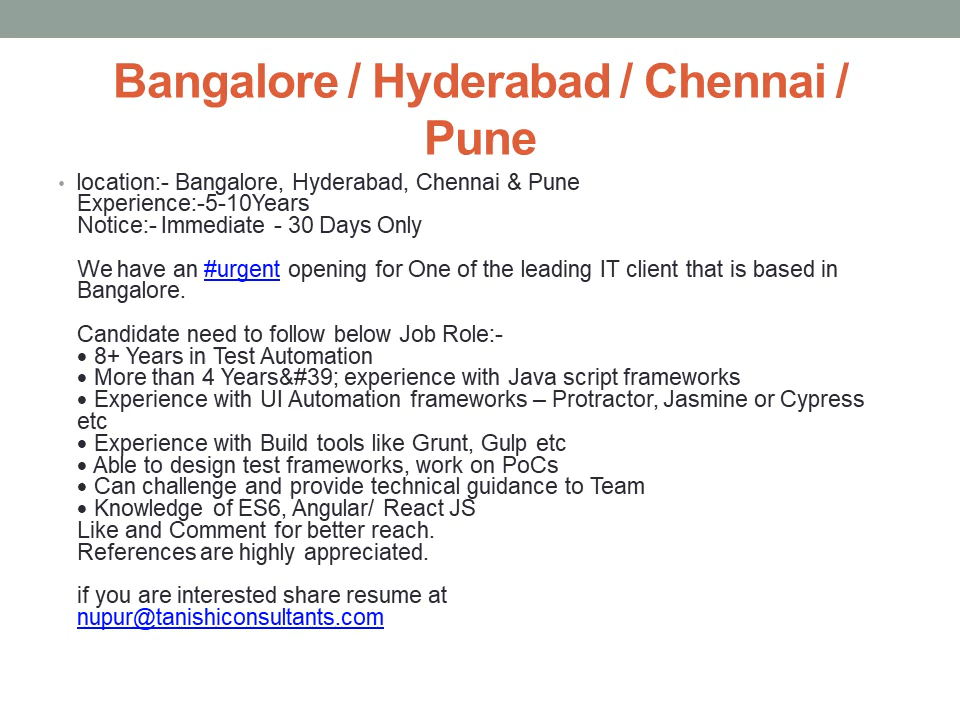 Bangalore / Hyderabad / Chennai /
Pune
• location:- Bangalore, Hyderabad, Chennai & Pune
Experience:-5-10Years
Notice:- Immediate - 30 Days Only
We have an #urgent opening for One of the leading IT client that is based in
Bangalore.
Candidate need to follow below Job Role:-
• 8+ Years in Test Automation
• More than 4 Years&#39; experience with Java script frameworks
• Experience with UI Automation frameworks – Protractor, Jasmine or Cypress
etc
• Experience with Build tools like Grunt, Gulp etc
• Able to design test frameworks, work on PoCs
• Can challenge and provide technical guidance to Team
• Knowledge of ES6, Angular/ React JS
Like and Comment for better reach.
References are highly appreciated.
if you are interested share resume at
nupur@tanishiconsultants.com